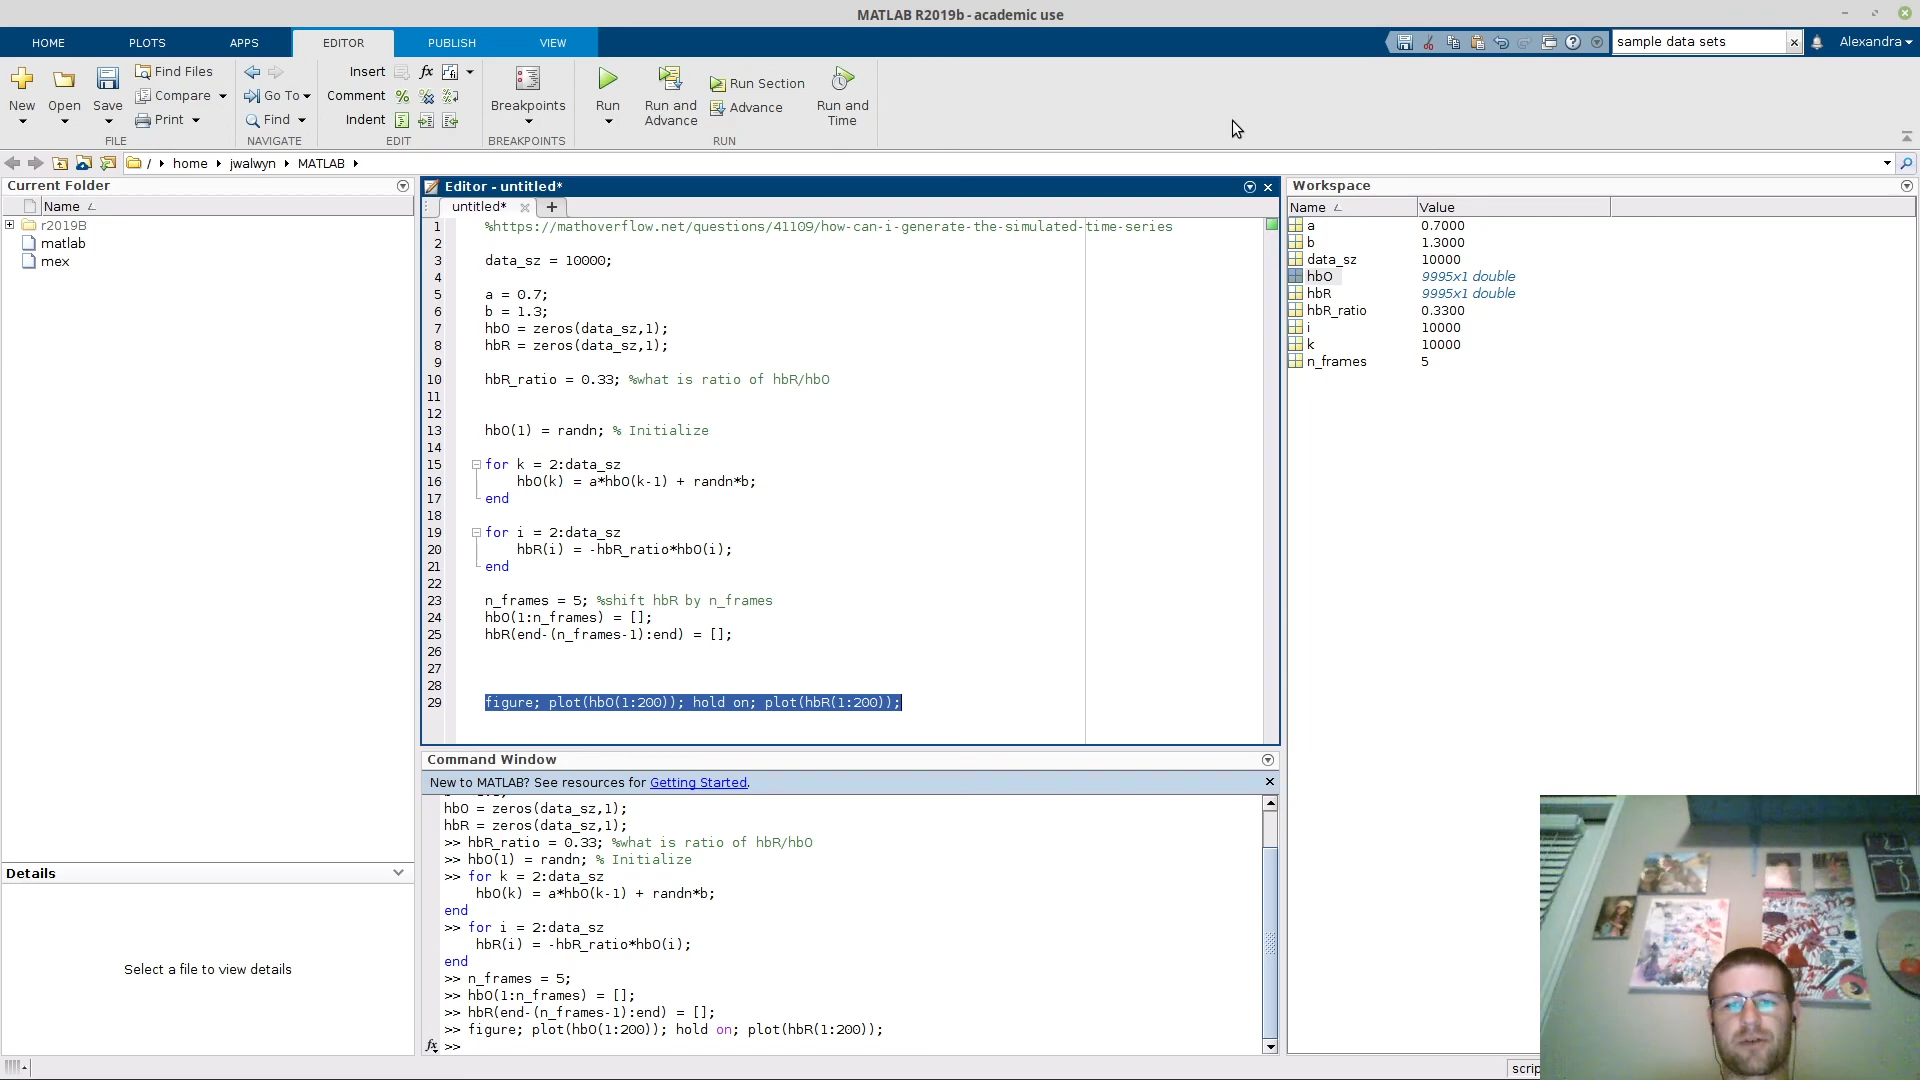 MATLAB R2019b - academic use
HOME PLOTS APPS EDITOR PUBLISH VIEW
sample data sets
Alexandra
New Open Save
Find Files
Compare
Print
FILE
Go To
Find
NAVIGATE
Insert
Comment
Indent
EDIT
Breakpoints
BREAKPOINTS
Run
Run and Advance
Run Section
Advance
Run and Time
RUN
/ home jwalwyn MATLAB
Current Folder
Name
r2019B
matlab
mex
Details
Select a file to view details
Editor - untitled*
untitled*
1 %https://mathoverflow.net/questions/41109/how-can-i-generate-the-simulated-time-series
2
3 data_sz = 10000;
4
5 a = 0.7;
6 b = 1.3;
7 hbO = zeros(data_sz,1);
8 hbR = zeros(data_sz,1);
9
10 hbR_ratio = 0.33; %what is ratio of hbR/hbO
11
12
13 hbO(1) = randn; % Initialize
14
15 for k = 2:data_sz
16 hbO(k) = a*hbO(k-1) + randn*b;
17 end
18
19 for i = 2:data_sz
20 hbR(i) = -hbR_ratio*hbO(i);
21 end
22
23 n_frames = 5; %shift hbR by n_frames
24 hbO(1:n_frames) = [];
25 hbR(end-(n_frames-1):end) = [];
26
27
28
29 figure; plot(hbO(1:200)); hold on; plot(hbR(1:200));
Command Window
New to MATLAB? See resources for Getting Started.
hbO = zeros(data_sz,1);
hbR = zeros(data_sz,1);
>> hbR_ratio = 0.33; %what is ratio of hbR/hbO
>> hbO(1) = randn; % Initialize
>> for k = 2:data_sz
hbO(k) = a*hbO(k-1) + randn*b;
end
>> for i = 2:data_sz
hbR(i) = -hbR_ratio*hbO(i);
end
>> n_frames = 5;
>> hbO(1:n_frames) = [];
>> hbR(end-(n_frames-1):end) = [];
>> figure; plot(hbO(1:200)); hold on; plot(hbR(1:200));
fx >>
Workspace
Name Value
a 0.7000
b 1.3000
data_sz 10000
hbO 9995x1 double
hbR 9995x1 double
hbR_ratio 0.3300
i 10000
k 10000
n_frames 5
scrip